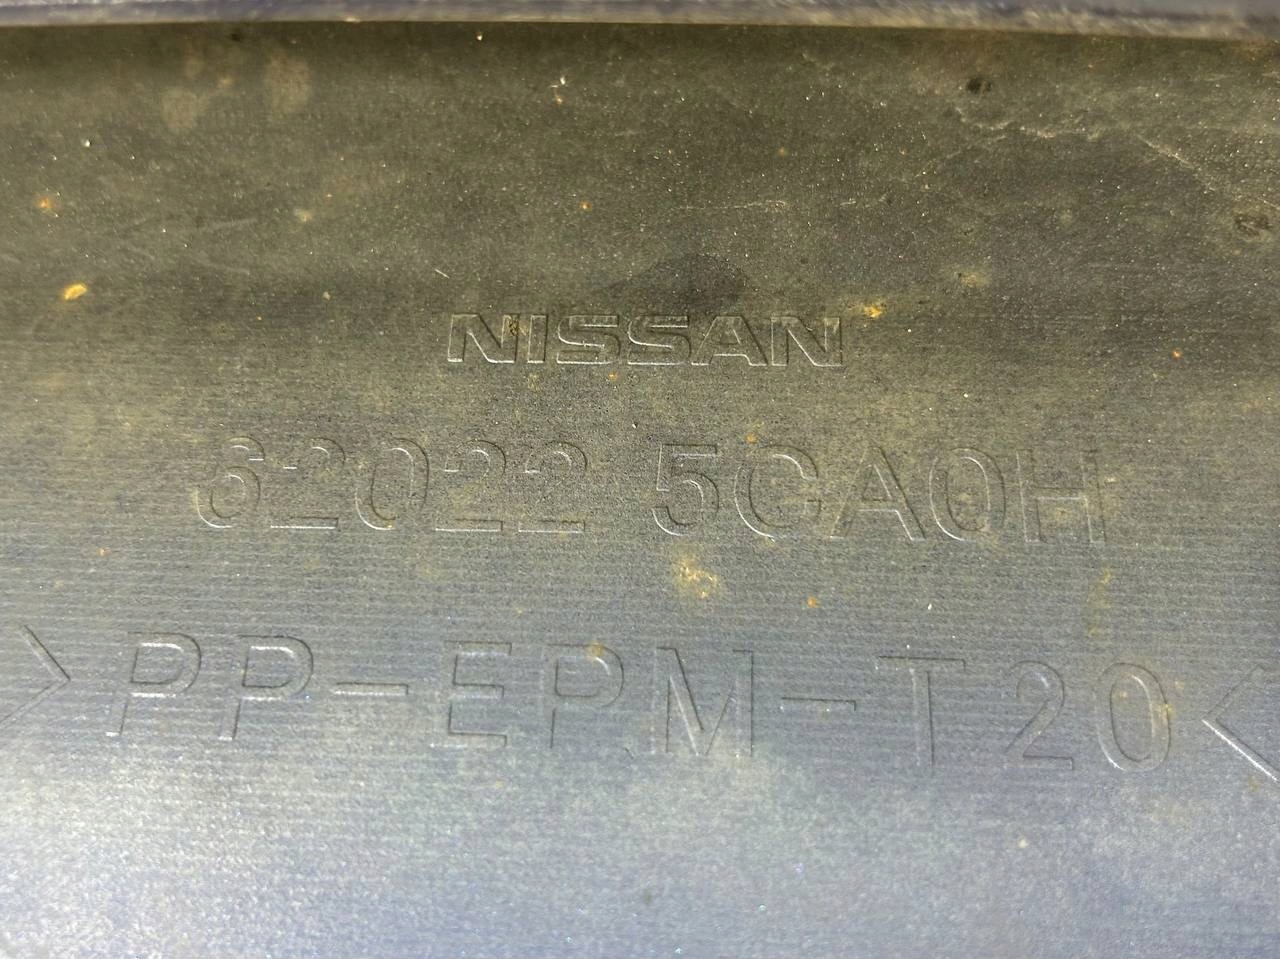 NISSAN
62022 5CA0H
>PP-EPM-T20<